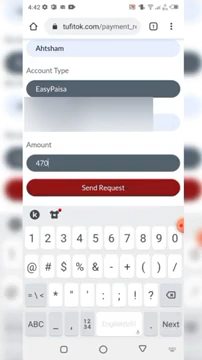 4:42
tufitok.com/payment_re
1
Ahtsham
Account Type
EasyPaisa
Amount
470
Send Request
1 2 3 4 5 6 7 8 9 0
@ # $ % & - + ( ) /
= \ < * " ' : ; ! ?
ABC _ , 12 34 . Next